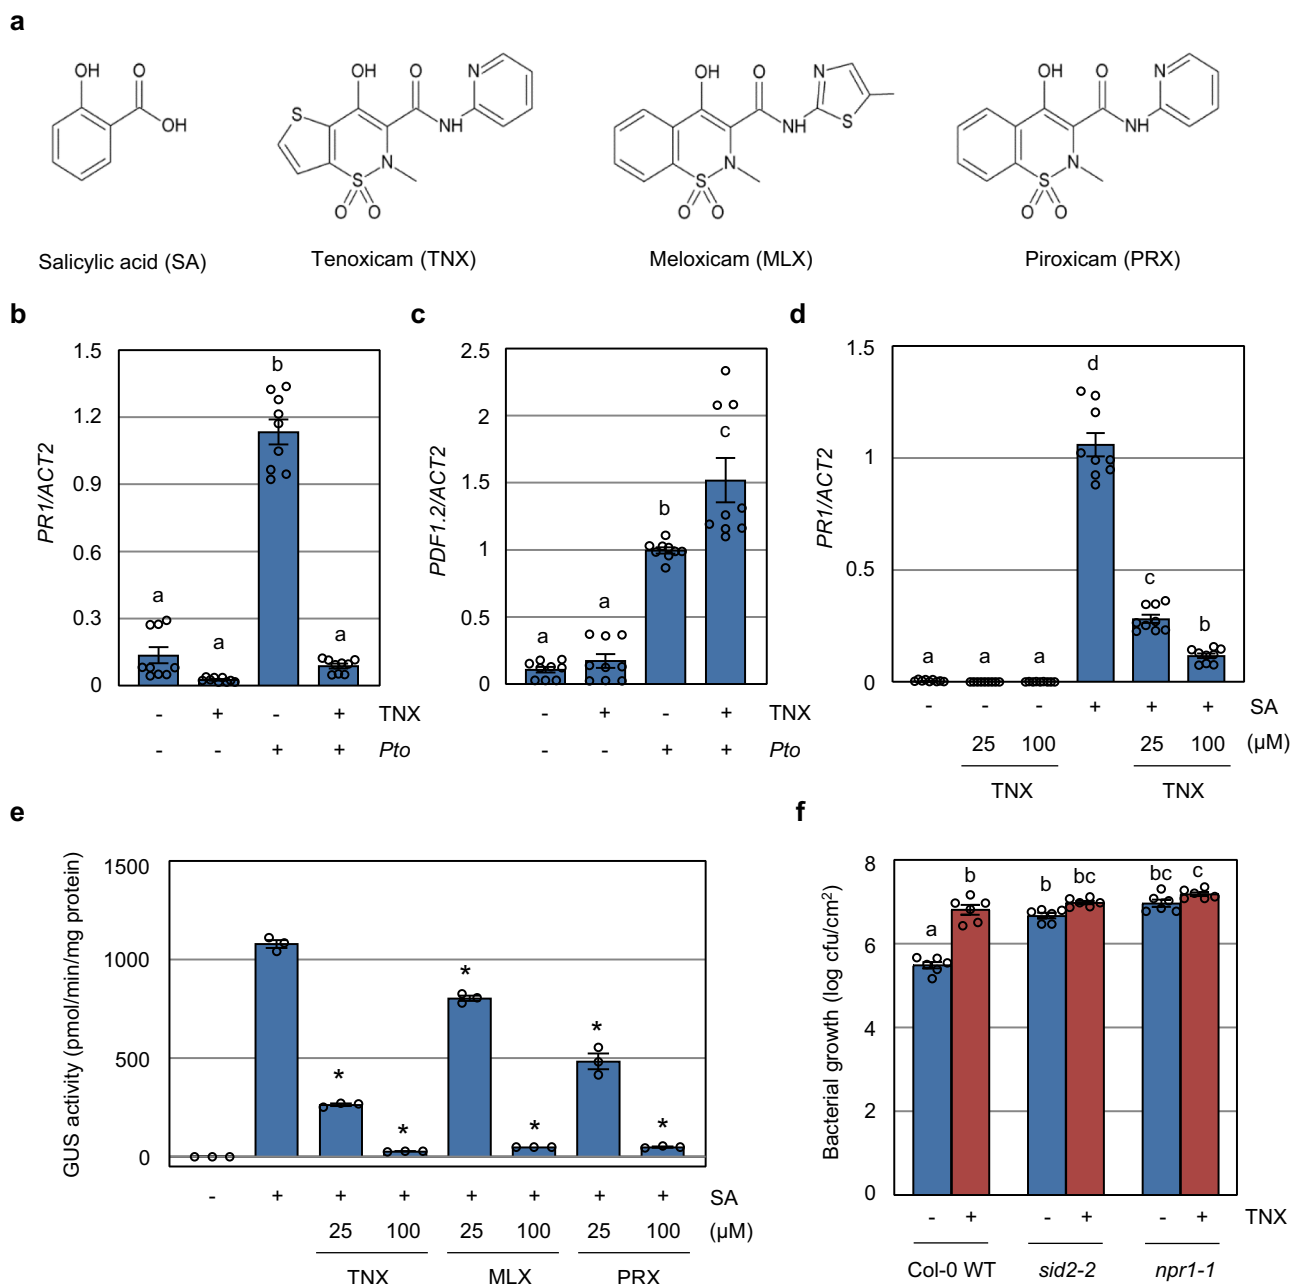 a
OH O OH
OH O N S NH N S O O
OH O N NH S N S O O
OH O N NH N S O O
Salicylic acid (SA) Tenoxicam (TNX) Meloxicam (MLX) Piroxicam (PRX)
b
PR1/ACT2
1.5
1.2
0.9
0.6
0.3
0
a a b a
- + - + TNX
- - + + Pto
c
PDF1.2/ACT2
2.5
2
1.5
1
0.5
0
a a b c
- + - + TNX
- - + + Pto
d
PR1/ACT2
1.5
1
0.5
0
a a a d c b
- - - + + + SA
25 100 25 100 (µM)
TNX TNX
e
GUS activity (pmol/min/mg protein)
1500
1000
500
0
* * * * * *
- + + + + + + + SA
25 100 25 100 25 100 (µM)
TNX MLX PRX
f
Bacterial growth (log cfu/cm²)
8
6
4
2
0
a b b bc bc c
- + - + - + TNX
Col-0 WT sid2-2 npr1-1